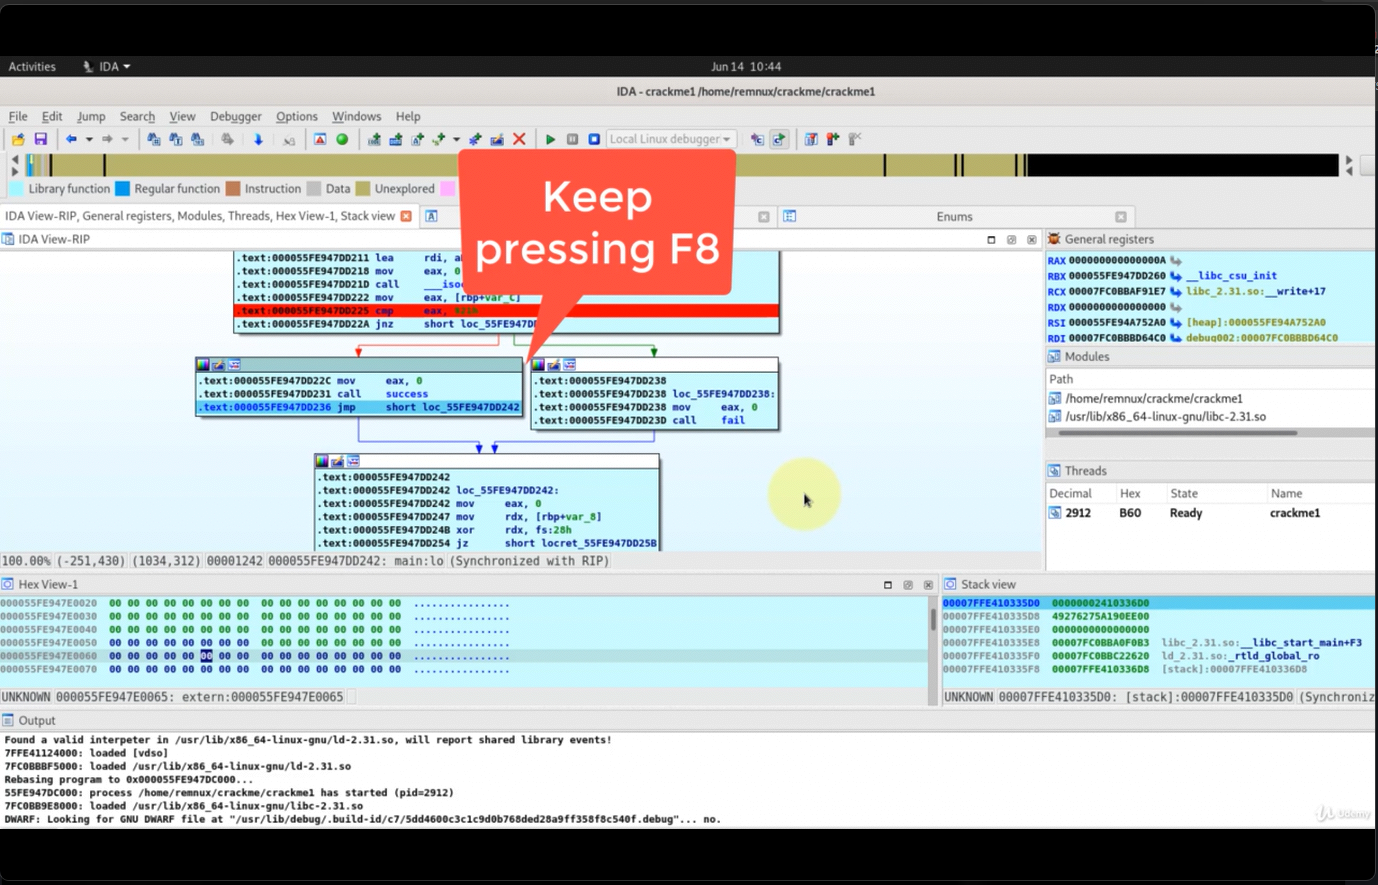 Activities IDA Jun 14 10:44
IDA - crackme1 /home/remnux/crackme/crackme1
File Edit Jump Search View Debugger Options Windows Help
Local Linux debugger
Library function Regular function Instruction Data Unexplored
Keep
pressing F8
IDA View-RIP, General registers, Modules, Threads, Hex View-1, Stack view Enums
IDA View-RIP
.text:000055FE947DD211 lea rdi,
.text:000055FE947DD218 mov eax, 0
.text:000055FE947DD21D call
.text:000055FE947DD222 mov eax, [rbp+var_C]
.text:000055FE947DD225 cmp eax,
.text:000055FE947DD22A jnz short
.text:000055FE947DD22C mov eax, 0
.text:000055FE947DD231 call success
.text:000055FE947DD236 jmp short loc_55FE947DD242
.text:000055FE947DD238
.text:000055FE947DD238 loc_55FE947DD238:
.text:000055FE947DD238 mov eax, 0
.text:000055FE947DD23D call fail
.text:000055FE947DD242
.text:000055FE947DD242 loc_55FE947DD242:
.text:000055FE947DD242 mov eax, 0
.text:000055FE947DD247 mov rdx, [rbp+var_8]
.text:000055FE947DD24B xor rdx, fs:28h
.text:000055FE947DD254 jz short locret_55FE947DD25B
100.00% (-251,430) (1034,312) 00001242 000055FE947DD242: main:lo (Synchronized with RIP)
General registers
RAX 000000000000000A
RBX 000055FE947DD260 __libc_csu_init
RCX 00007FC0BBAF91E7 libc_2.31.so:__write+17
RDX 0000000000000000
RSI 000055FE94A752A0 [heap]:000055FE94A752A0
RDI 00007FC0BBBD64C0 debug002:00007FC0BBBD64C0
Modules
Path
/home/remnux/crackme/crackme1
/usr/lib/x86_64-linux-gnu/libc-2.31.so
Threads
Decimal Hex State Name
2912 B60 Ready crackme1
Hex View-1
000055FE947E0020 00 00 00 00 00 00 00 00 00 00 00 00 00 00 00 00 ................
000055FE947E0030 00 00 00 00 00 00 00 00 00 00 00 00 00 00 00 00 ................
000055FE947E0040 00 00 00 00 00 00 00 00 00 00 00 00 00 00 00 00 ................
000055FE947E0050 00 00 00 00 00 00 00 00 00 00 00 00 00 00 00 00 ................
000055FE947E0060 00 00 00 00 00 00 00 00 00 00 00 00 00 00 00 00 ................
000055FE947E0070 00 00 00 00 00 00 00 00 00 00 00 00 00 00 00 00 ................
UNKNOWN 000055FE947E0065: extern:000055FE947E0065
Stack view
00007FFE410335D0 00000002410336D0
00007FFE410335D8 49276275A190EE00
00007FFE410335E0 0000000000000000
00007FFE410335E8 00007FC0BBA0F0B3 libc_2.31.so:__libc_start_main+F3
00007FFE410335F0 00007FC0BBC22620 ld_2.31.so:_rtld_global_ro
00007FFE410335F8 00007FFE410336D8 [stack]:00007FFE410336D8
UNKNOWN 00007FFE410335D0: [stack]:00007FFE410335D0 (Synchroniz
Output
Found a valid interpeter in /usr/lib/x86_64-linux-gnu/ld-2.31.so, will report shared library events!
7FFE41124000: loaded [vdso]
7FC0BBBF5000: loaded /usr/lib/x86_64-linux-gnu/ld-2.31.so
Rebasing program to 0x000055FE947DC000...
55FE947DC000: process /home/remnux/crackme/crackme1 has started (pid=2912)
7FC0BB9E8000: loaded /usr/lib/x86_64-linux-gnu/libc-2.31.so
DWARF: Looking for GNU DWARF file at "/usr/lib/debug/.build-id/c7/5dd4600c3c1c9d0b768ded28a9ff358f8c540f.debug"... no.
Udemy